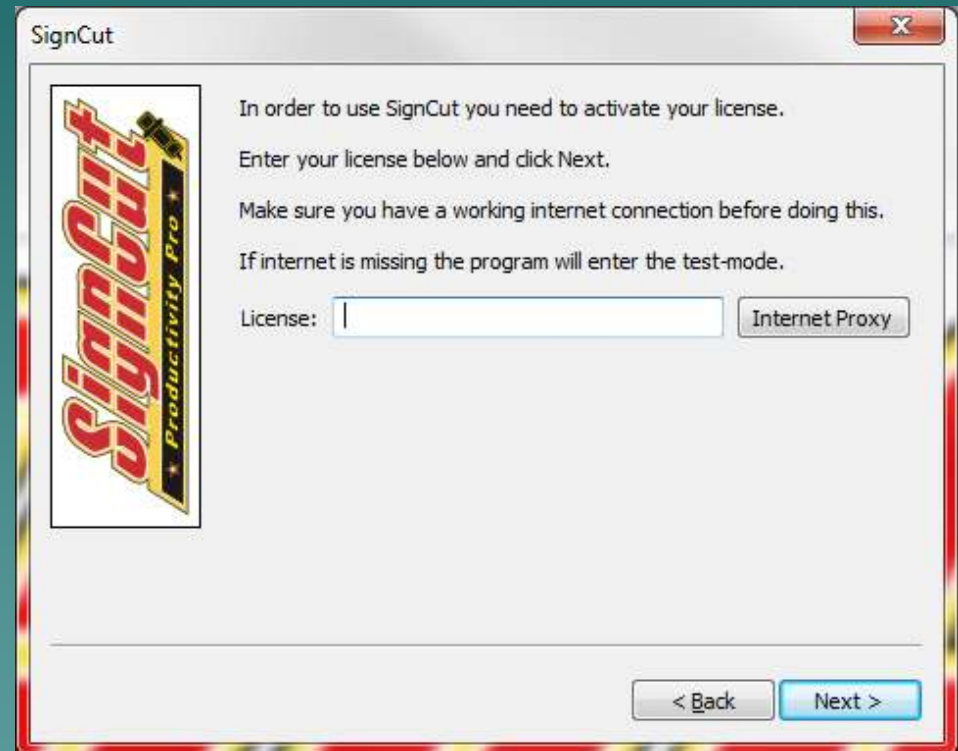 SignCut
SignCut
* Productivity Pro *
In order to use SignCut you need to activate your license.
Enter your license below and click Next.
Make sure you have a working internet connection before doing this.
If internet is missing the program will enter the test-mode.
License:
Internet Proxy
< Back
Next >